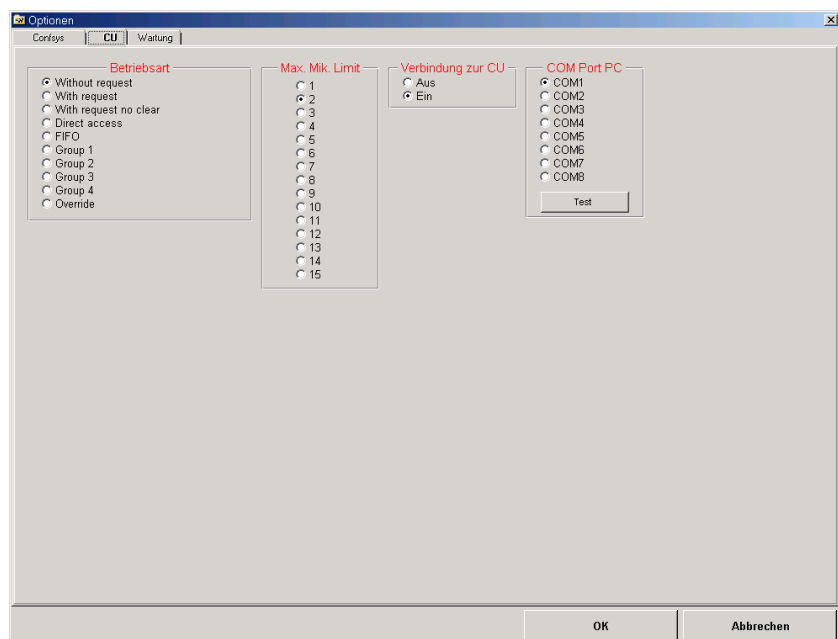 Optionen
Confsys
CU
Wartung
Betriebsart
Without request
With request
With request no clear
Direct access
FIFO
Group 1
Group 2
Group 3
Group 4
Override
Max. Mik. Limit
1
2
3
4
5
6
7
8
9
10
11
12
13
14
15
Verbindung zur CU
Aus
Ein
COM Port PC
COM1
COM2
COM3
COM4
COM5
COM6
COM7
COM8
Test
OK
Abbrechen